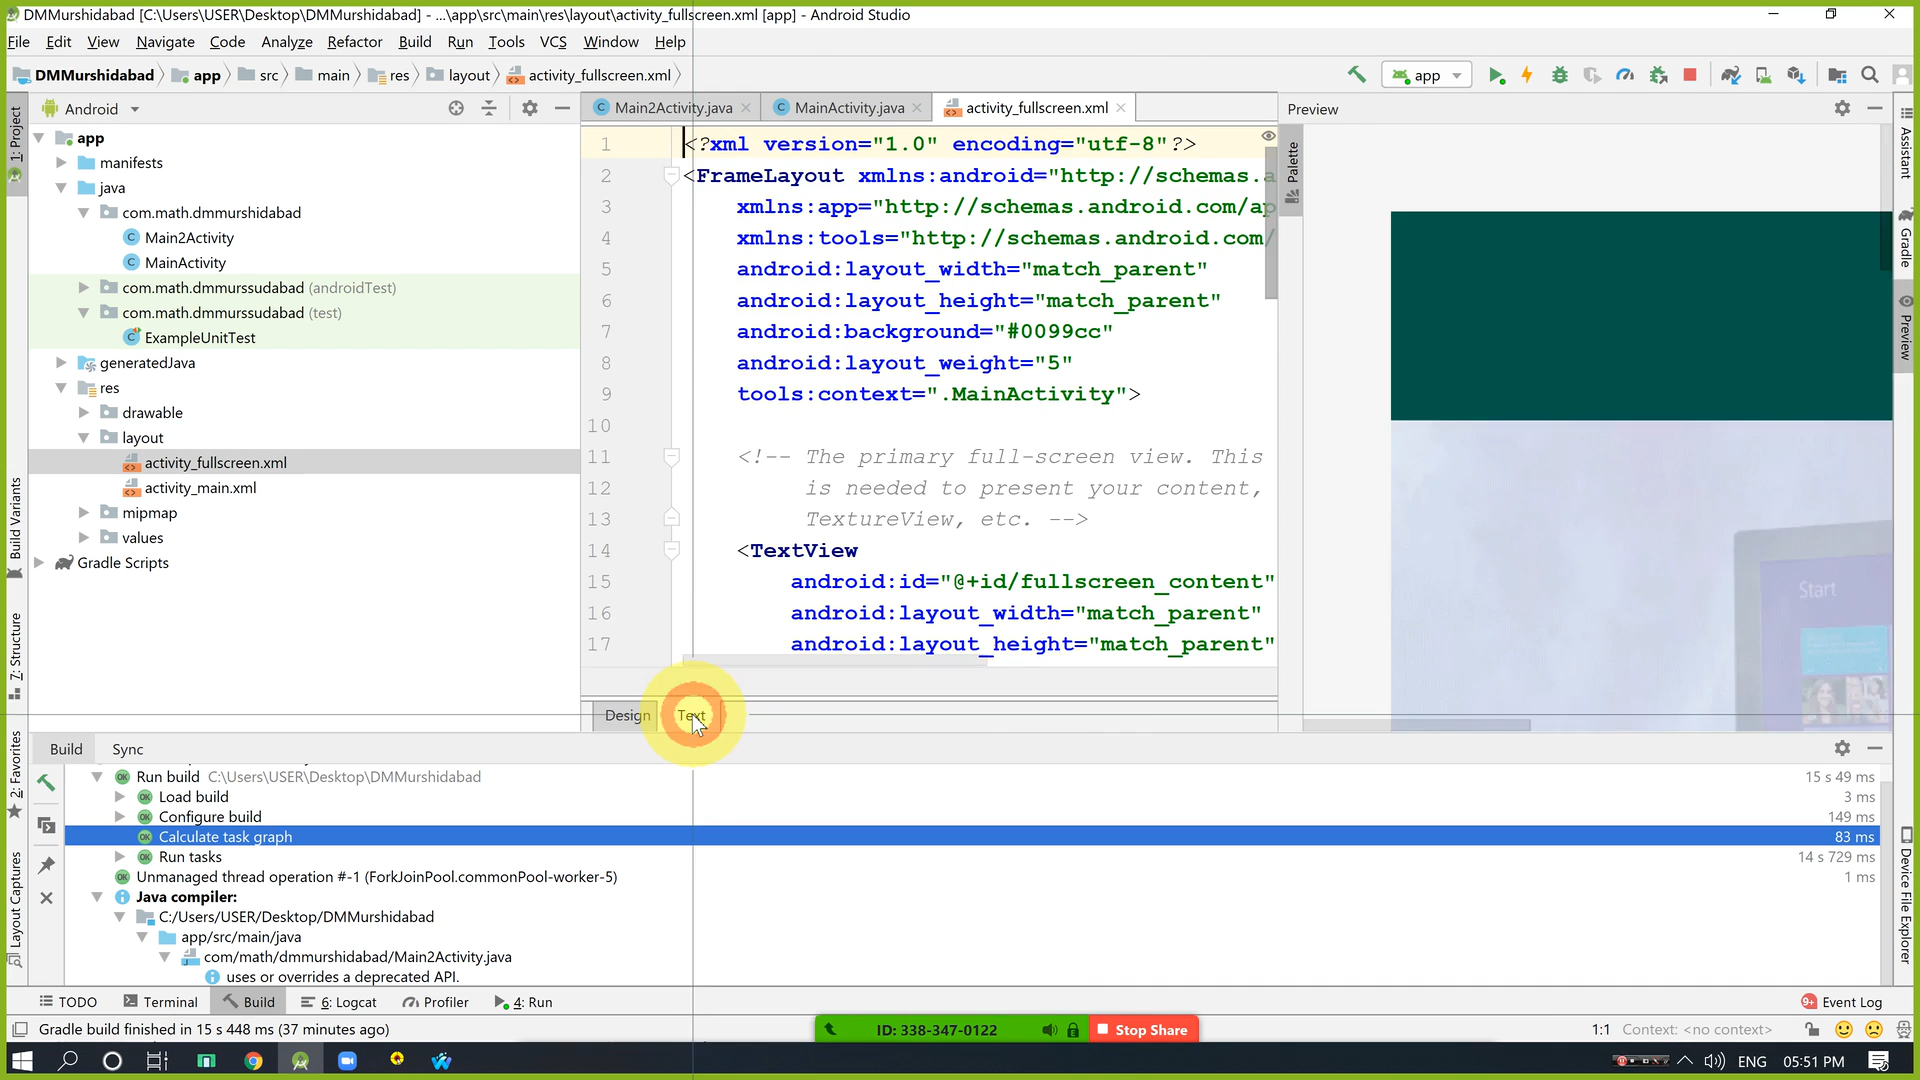 DMMurshidabad [C:\Users\USER\Desktop\DMMurshidabad] - ...\app\src\main\res\layout\activity_fullscreen.xml [app] - Android Studio
File Edit View Navigate Code Analyze Refactor Build Run Tools VCS Window Help
DMMurshidabad app src main res layout activity_fullscreen.xml
app
Android
Main2Activity.java MainActivity.java activity_fullscreen.xml
Preview
1: Project
Build Variants
7: Structure
2: Favorites
Layout Captures
app
manifests
java
com.math.dmmurshidabad
Main2Activity
MainActivity
com.math.dmmurssudabad (androidTest)
com.math.dmmurssudabad (test)
ExampleUnitTest
generatedJava
res
drawable
layout
activity_fullscreen.xml
activity_main.xml
mipmap
values
Gradle Scripts
1 <?xml version="1.0" encoding="utf-8"?>
2 <FrameLayout xmlns:android="http://schemas.a
3 xmlns:app="http://schemas.android.com/ap
4 xmlns:tools="http://schemas.android.com/
5 android:layout_width="match_parent"
6 android:layout_height="match_parent"
7 android:background="#0099cc"
8 android:layout_weight="5"
9 tools:context=".MainActivity">
10
11 <!-- The primary full-screen view. This
12 is needed to present your content,
13 TextureView, etc. -->
14 <TextView
15 android:id="@+id/fullscreen_content"
16 android:layout_width="match_parent"
17 android:layout_height="match_parent"
Design Text
Palette
Start
Assistant
Gradle
Preview
Device File Explorer
Build Sync
Run build C:\Users\USER\Desktop\DMMurshidabad 15 s 49 ms
Load build 3 ms
Configure build 149 ms
Calculate task graph 83 ms
Run tasks 14 s 729 ms
Unmanaged thread operation #-1 (ForkJoinPool.commonPool-worker-5) 1 ms
Java compiler:
C:/Users/USER/Desktop/DMMurshidabad
app/src/main/java
com/math/dmmurshidabad/Main2Activity.java
uses or overrides a deprecated API.
TODO Terminal Build 6: Logcat Profiler 4: Run 9+ Event Log
Gradle build finished in 15 s 448 ms (37 minutes ago) ID: 338-347-0122 Stop Share 1:1 Context: <no context>
ENG 05:51 PM